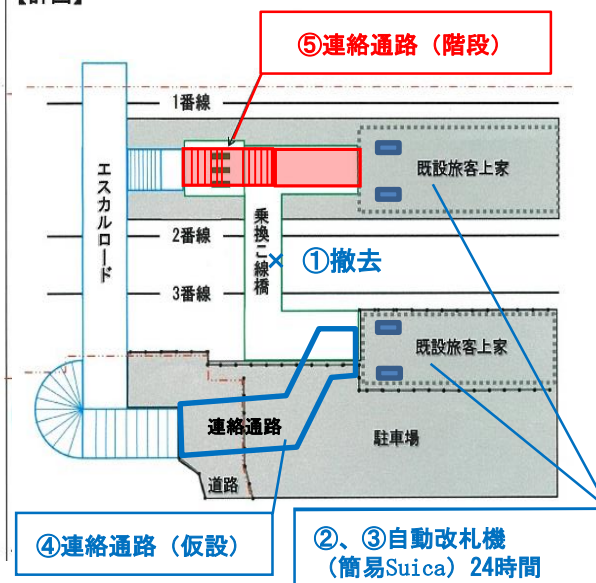 【計画】
⑤連絡通路（階段）
1番線
エスカルロード
既設旅客上家
2番線
乗換こ線橋
①撤去
3番線
既設旅客上家
連絡通路
駐車場
道路
④連絡通路（仮設）
②、③自動改札機
（簡易Suica）24時間